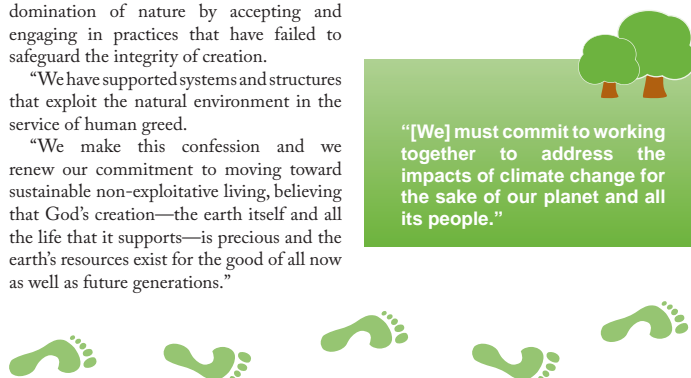 domination of nature by accepting and
engaging in practices that have failed to
safeguard the integrity of creation.
“We have supported systems and structures
that exploit the natural environment in the
service of human greed.
“We make this confession and we
renew our commitment to moving toward
sustainable non-exploitative living, believing
that God’s creation—the earth itself and all
the life that it supports—is precious and the
earth’s resources exist for the good of all now
as well as future generations.”
“[We] must commit to working
together to address the
impacts of climate change for
the sake of our planet and all
its people.”